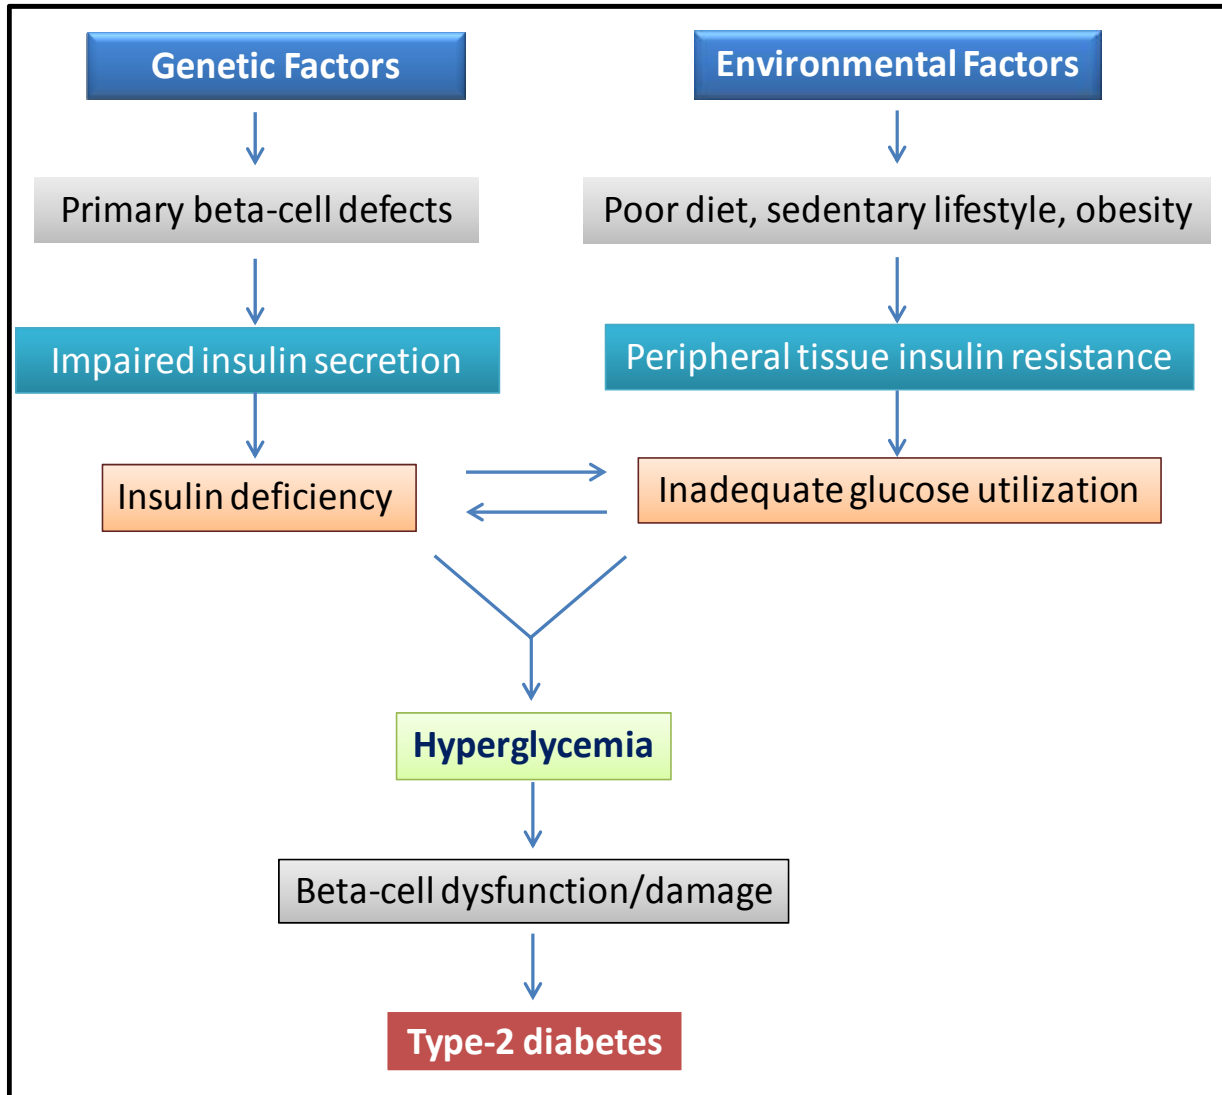 Genetic Factors
Environmental Factors
Primary beta-cell defects
Poor diet, sedentary lifestyle, obesity
Impaired insulin secretion
Peripheral tissue insulin resistance
Insulin deficiency
Inadequate glucose utilization
Hyperglycemia
Beta-cell dysfunction/damage
Type-2 diabetes